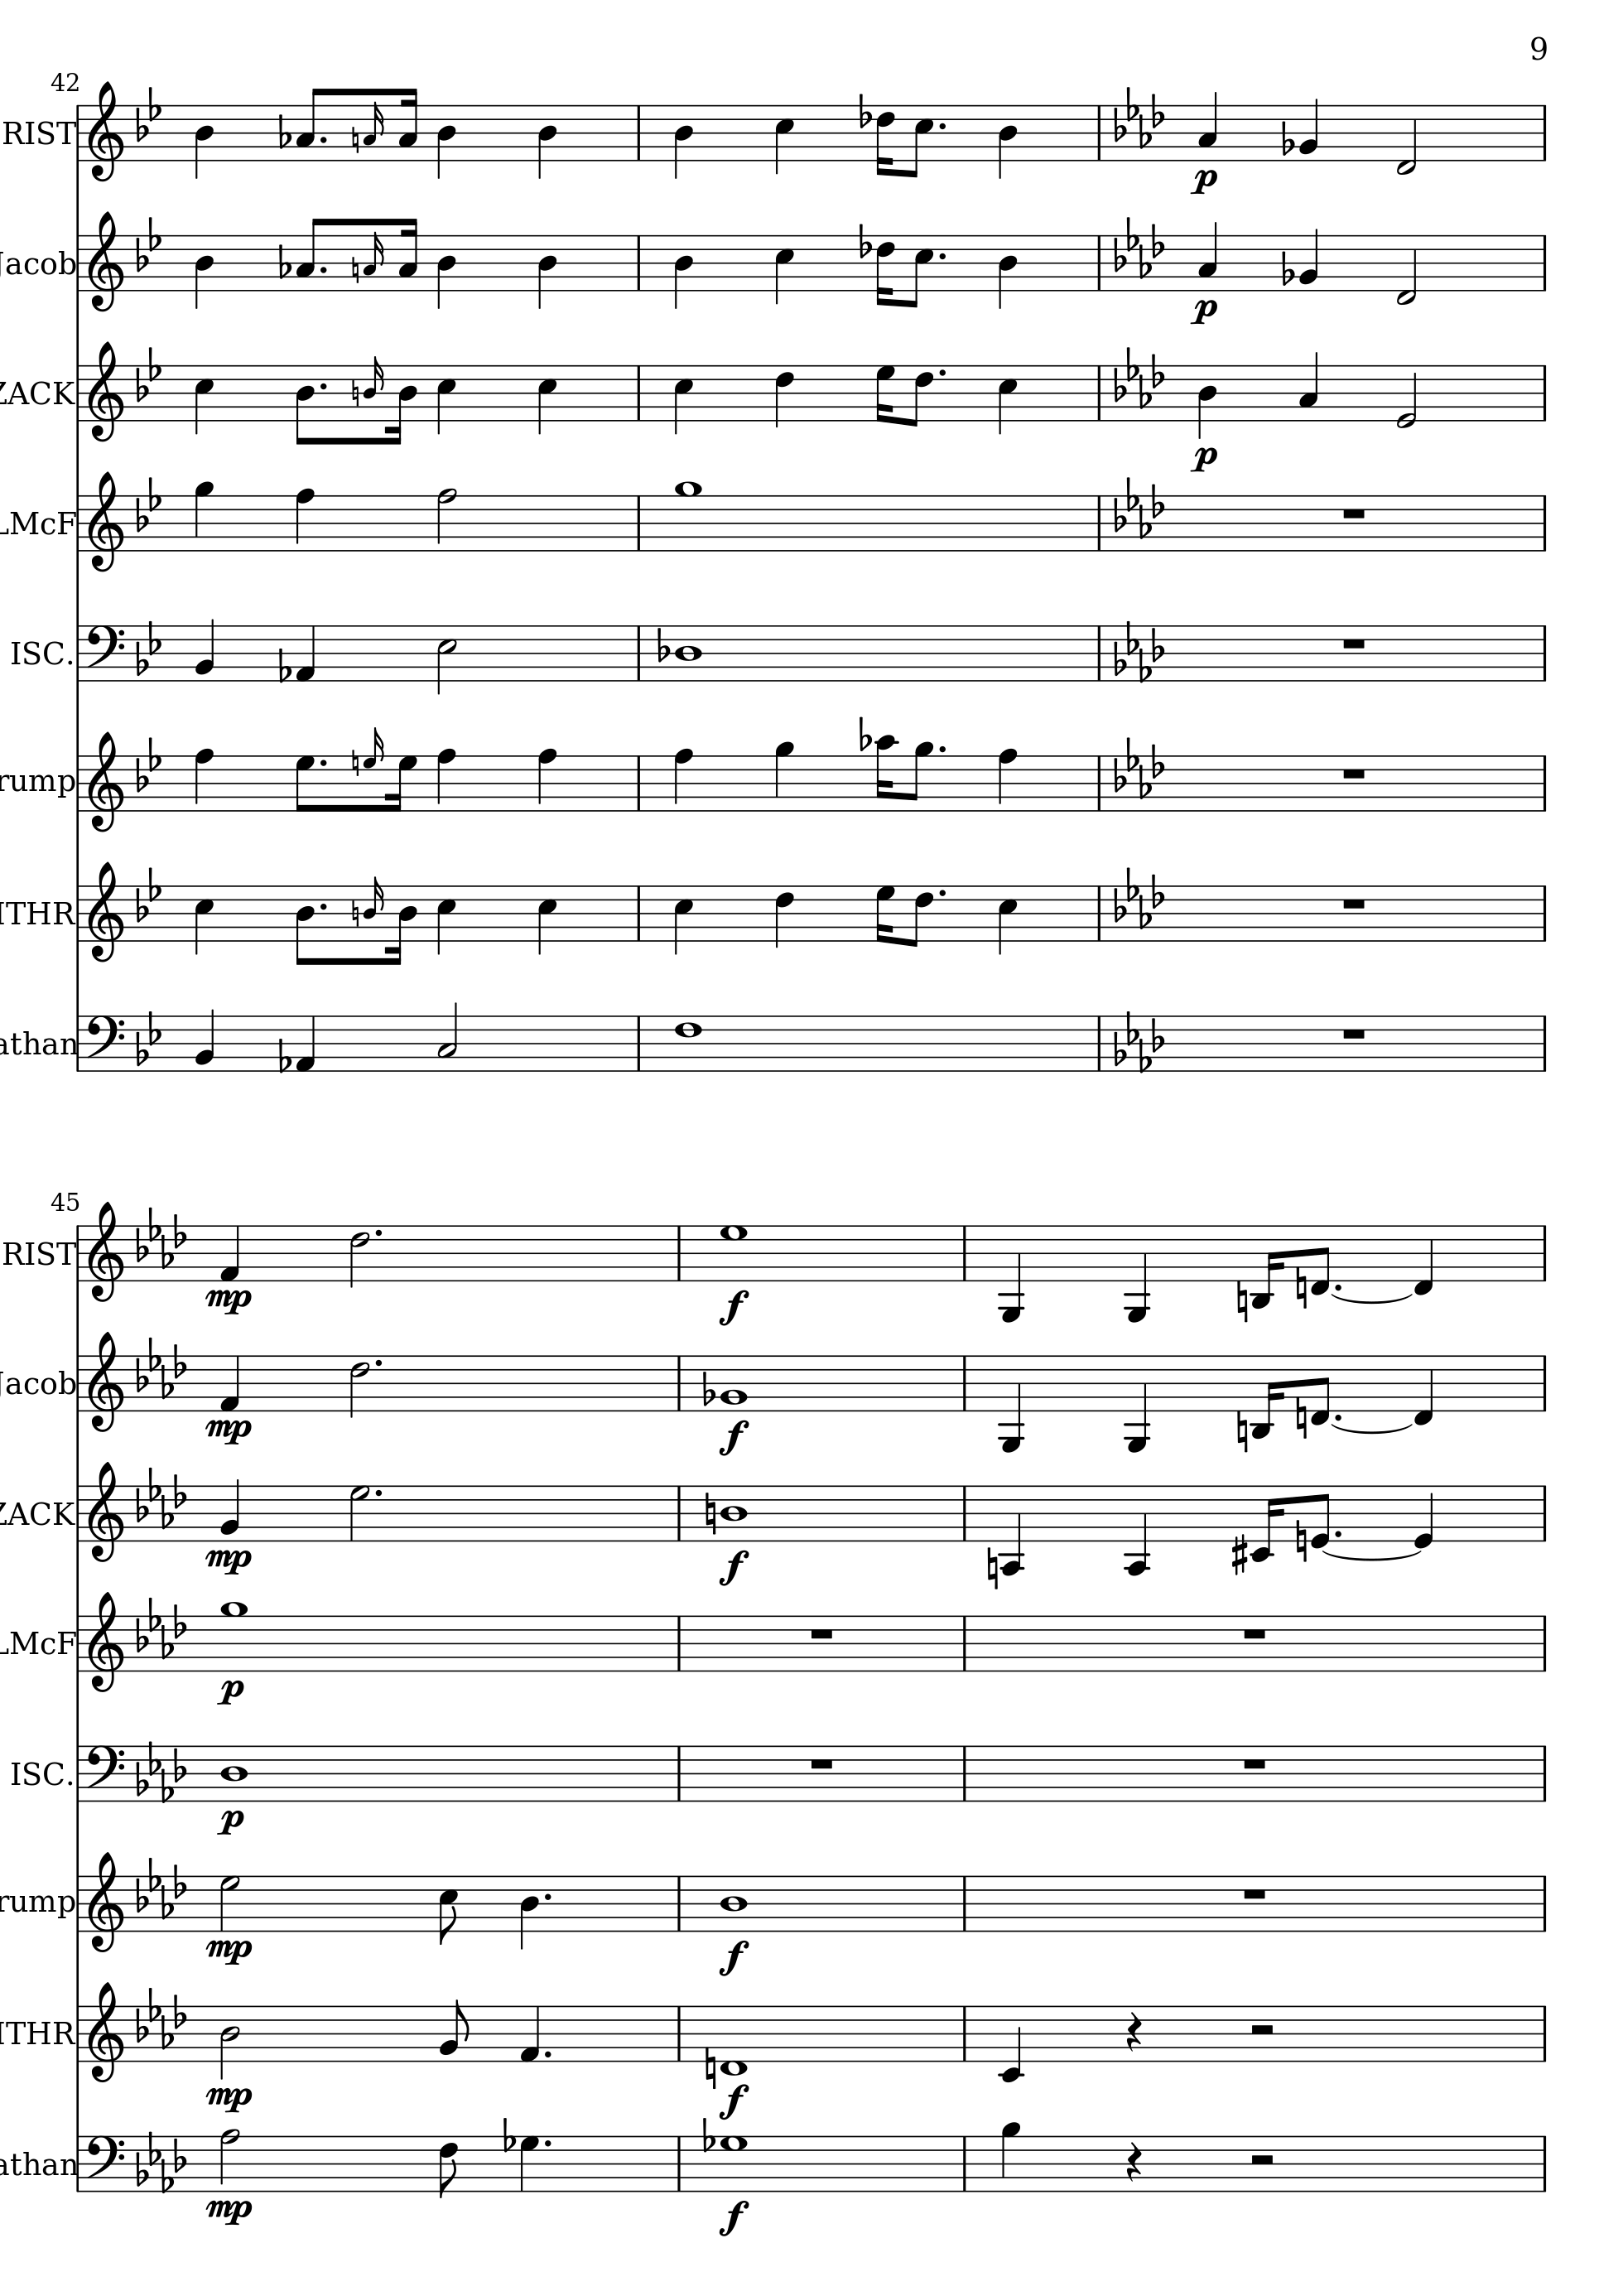 9
42
RIST
Jacob
ZACK
LMcF
ISC.
rump
ITHR
athan
p
p
p
45
RIST
mp
f
Jacob
mp
f
ZACK
mp
f
LMcF
p
ISC.
p
rump
mp
f
ITHR
mp
f
athan
mp
f